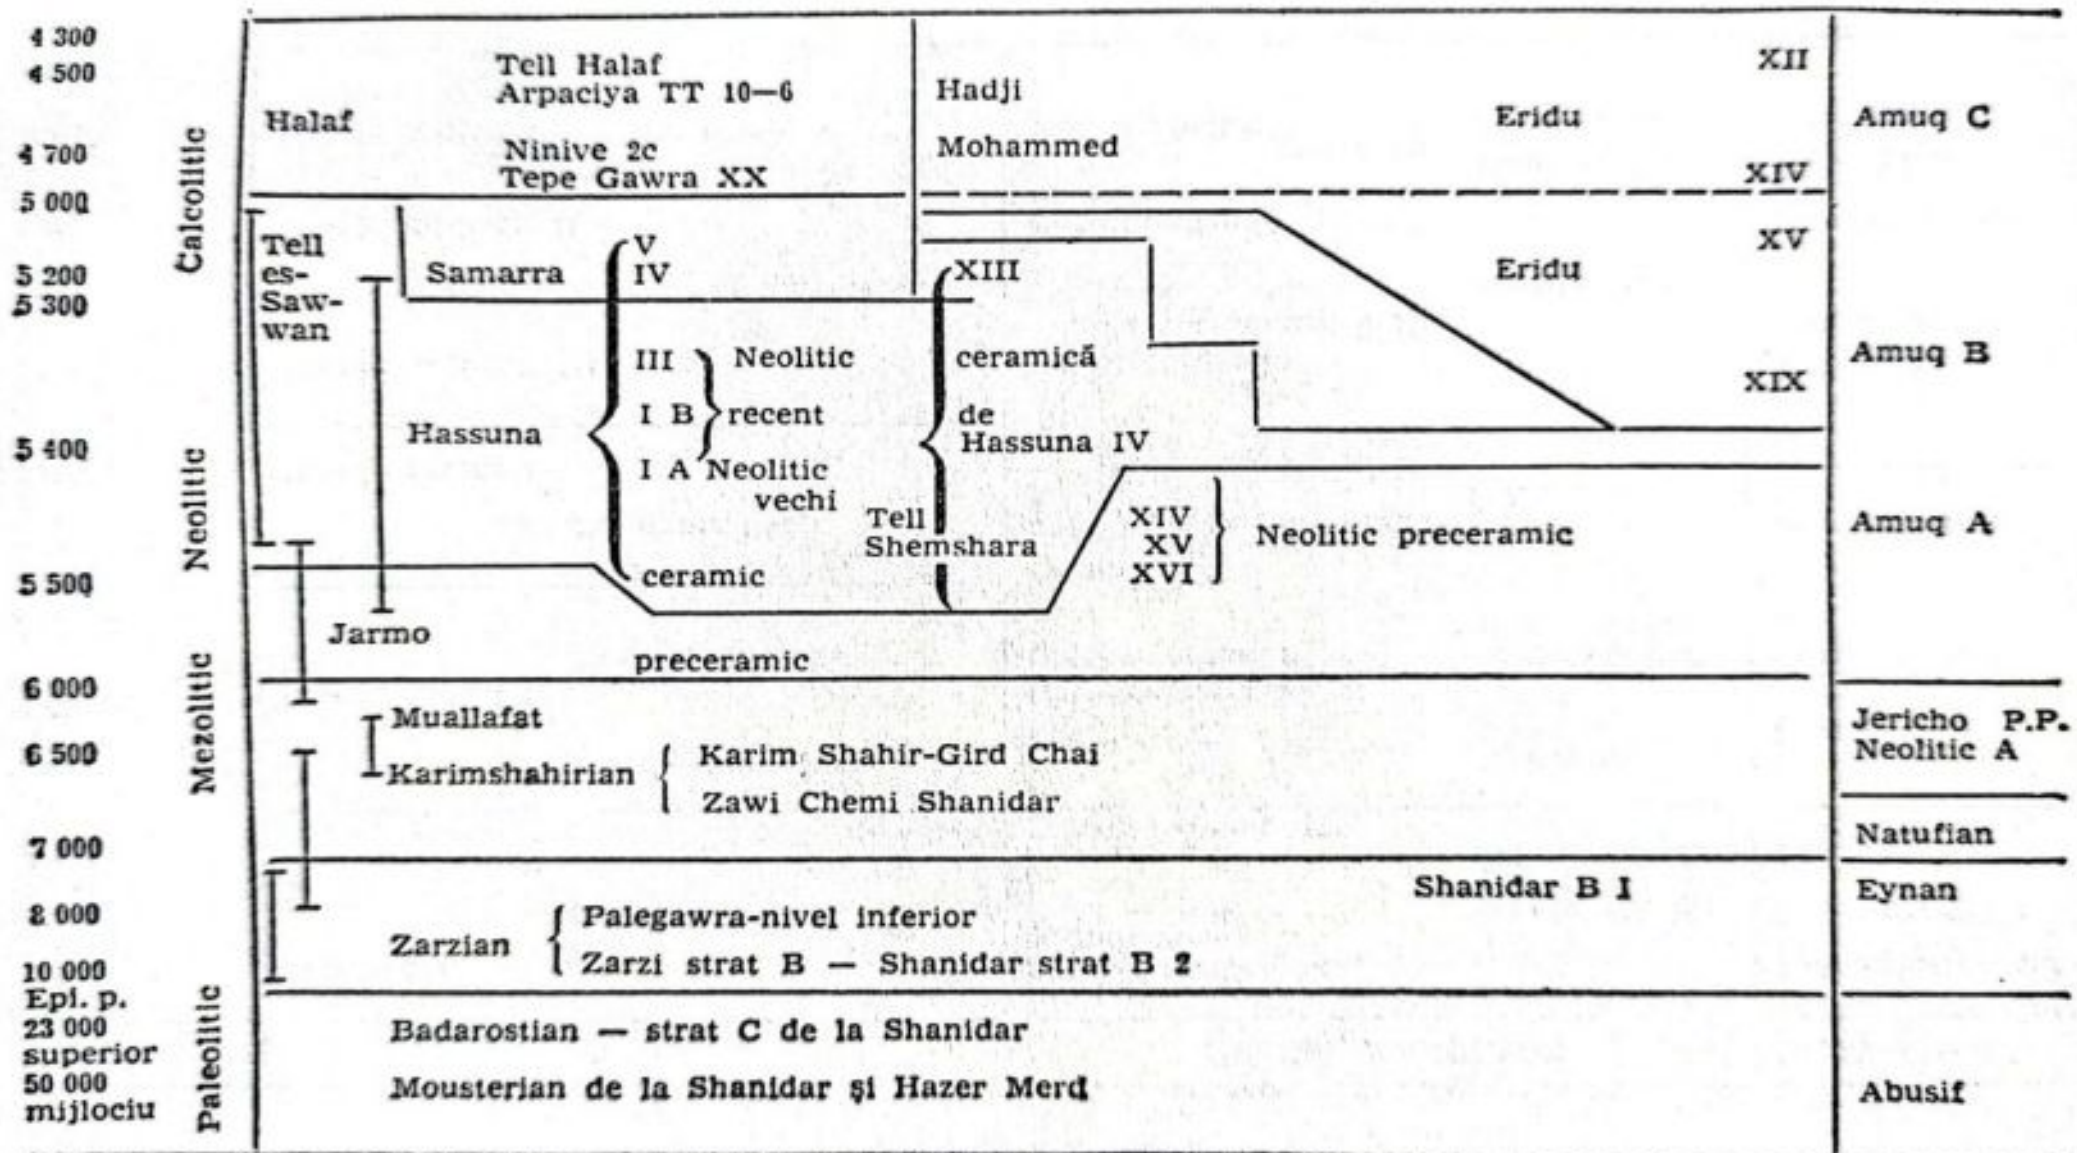 4 300
4 500
4 700
5 000
5 200
5 300
5 400
5 500
6 000
6 500
7 000
8 000
10 000
Epi. p.
23 000
superior
50 000
mijlociu
Calcolitic
Neolitic
Mezolitic
Paleolitic
Halaf
Tell Halaf
Arpaciya TT 10—6
Ninive 2c
Tepe Gawra XX
Hadji
Mohammed
Eridu
XII
XIV
Amuq C
Tell
es-
Saw-
wan
Samarra
V
IV
XIII
Eridu
XV
XIX
Amuq B
Hassuna
III
I B
Neolitic
recent
I A Neolitic
vechi
ceramic
ceramică
de
Hassuna IV
Tell
Shemshara
XIV
XV
XVI
Neolitic preceramic
Amuq A
Jarmo
preceramic
Muallafat
Karimshahirian
Karim Shahir-Gird Chai
Zawi Chemi Shanidar
Jericho P.P.
Neolitic A
Natufian
Shanidar B I
Eynan
Zarzian
Palegawra-nivel inferior
Zarzi strat B — Shanidar strat B 2
Badarostian — strat C de la Shanidar
Mousterian de la Shanidar și Hazer Merd
Abusif